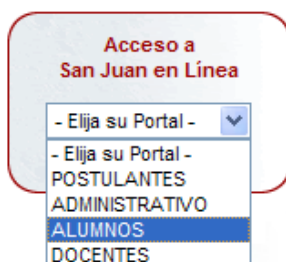 Acceso a
San Juan en Línea
- Elija su Portal -
- Elija su Portal -
POSTULANTES
ADMINISTRATIVO
ALUMNOS
DOCENTES